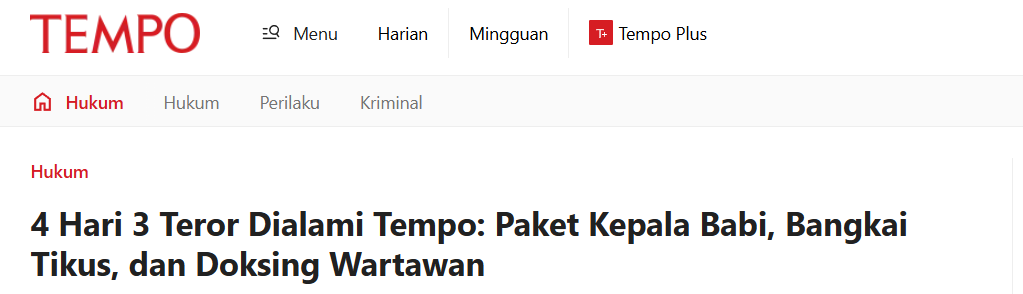 TEMPO Menu Harian Mingguan T+ Tempo Plus
Hukum Hukum Perilaku Kriminal
Hukum
4 Hari 3 Teror Dialami Tempo: Paket Kepala Babi, Bangkai
Tikus, dan Doksing Wartawan